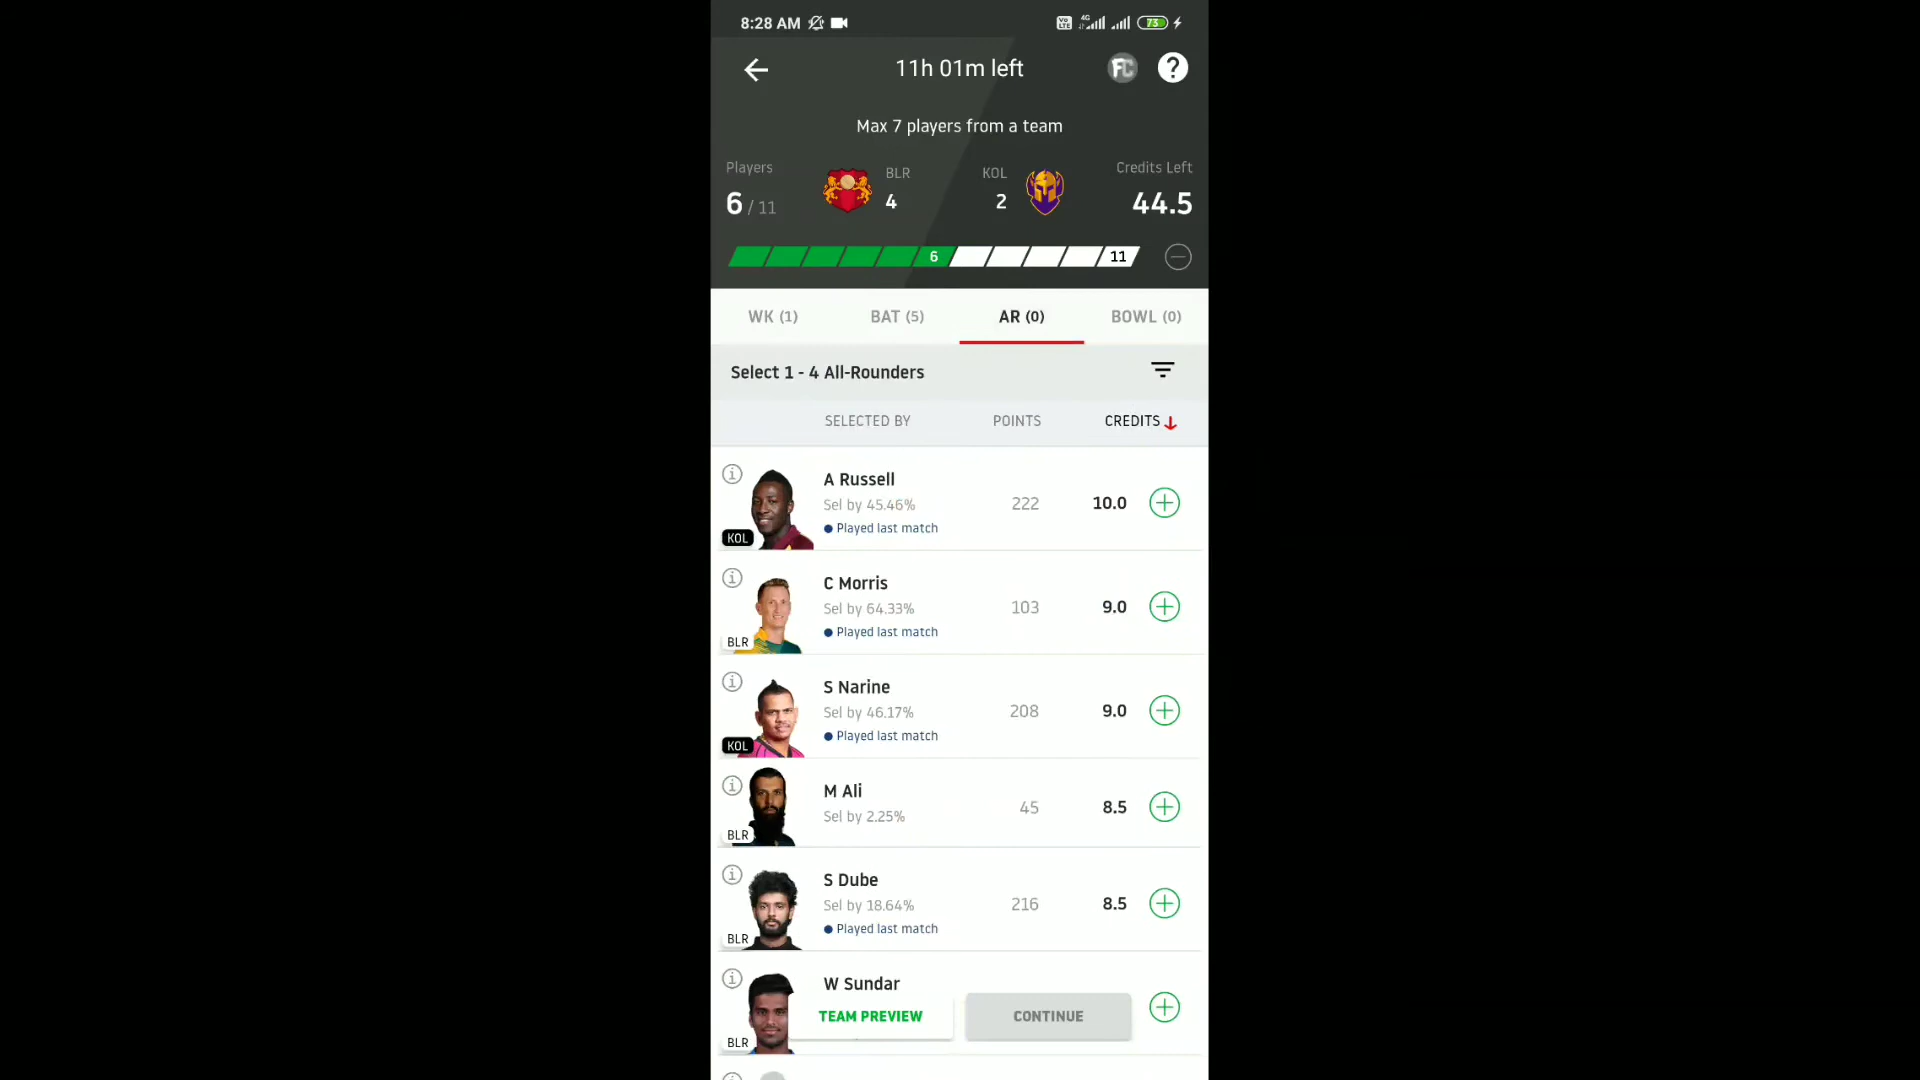 8:28 AM
Vo LTE 4G 73
11h 01m left
FC ?
Max 7 players from a team
Players BLR KOL Credits Left
6 / 11 4 2 44.5
6 11
WK (1) BAT (5) AR (0) BOWL (0)
Select 1 - 4 All-Rounders
SELECTED BY POINTS CREDITS
A Russell
Sel by 45.46% 222 10.0
Played last match
KOL
C Morris
Sel by 64.33% 103 9.0
Played last match
BLR
S Narine
Sel by 46.17% 208 9.0
Played last match
KOL
M Ali
Sel by 2.25% 45 8.5
BLR
S Dube
Sel by 18.64% 216 8.5
Played last match
BLR
W Sundar
TEAM PREVIEW CONTINUE
BLR